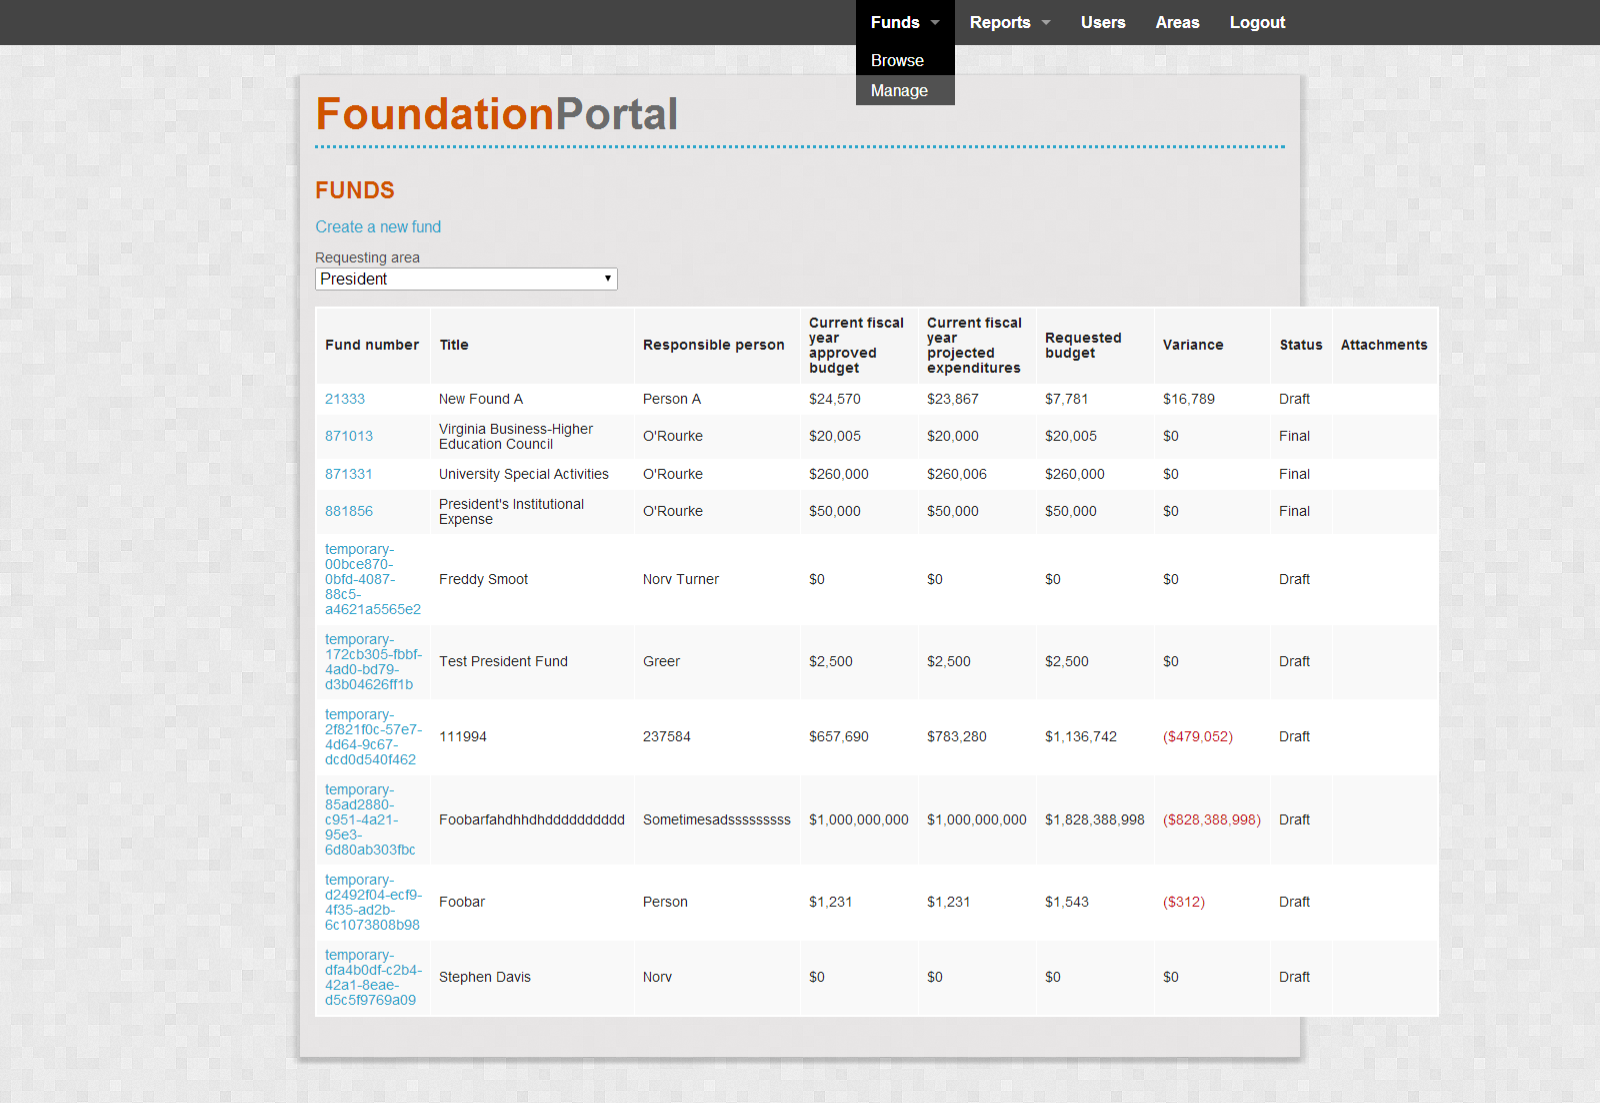 Funds Reports Users Areas Logout
Browse
Manage
FoundationPortal
FUNDS
Create a new fund
Requesting area
President
Fund number Title Responsible person Current fiscal year approved budget Current fiscal year projected expenditures Requested budget Variance Status Attachments
21333 New Found A Person A $24,570 $23,867 $7,781 $16,789 Draft
871013 Virginia Business-Higher Education Council O'Rourke $20,005 $20,000 $20,005 $0 Final
871331 University Special Activities O'Rourke $260,000 $260,006 $260,000 $0 Final
881856 President's Institutional Expense O'Rourke $50,000 $50,000 $50,000 $0 Final
temporary-00bce870-0bfd-4087-88c5-a4621a5565e2 Freddy Smoot Norv Turner $0 $0 $0 $0 Draft
temporary-172cb305-fbbf-4ad0-bd79-d3b04626ff1b Test President Fund Greer $2,500 $2,500 $2,500 $0 Draft
temporary-2f821f0c-57e7-4d64-9c67-dcd0d540f462 111994 237584 $657,690 $783,280 $1,136,742 ($479,052) Draft
temporary-85ad2880-c951-4a21-95e3-6d80ab303fbc Foobarfahdhhdhdddddddddd Sometimesadsssssssss $1,000,000,000 $1,000,000,000 $1,828,388,998 ($828,388,998) Draft
temporary-d2492f04-ecf9-4f35-ad2b-6c1073808b98 Foobar Person $1,231 $1,231 $1,543 ($312) Draft
temporary-dfa4b0df-c2b4-42a1-8eae-d5c5f9769a09 Stephen Davis Norv $0 $0 $0 $0 Draft